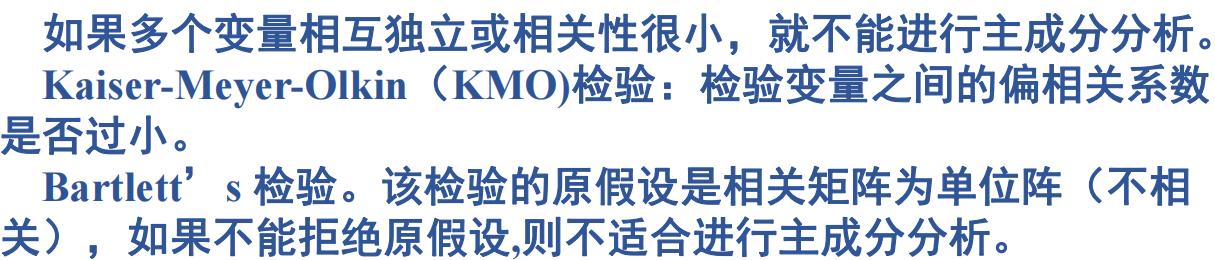 如果多个变量相互独立或相关性很小，就不能进行主成分分析。
Kaiser-Meyer-Olkin（KMO)检验：检验变量之间的偏相关系数
是否过小。
Bartlett’s 检验。该检验的原假设是相关矩阵为单位阵（不相
关），如果不能拒绝原假设,则不适合进行主成分分析。